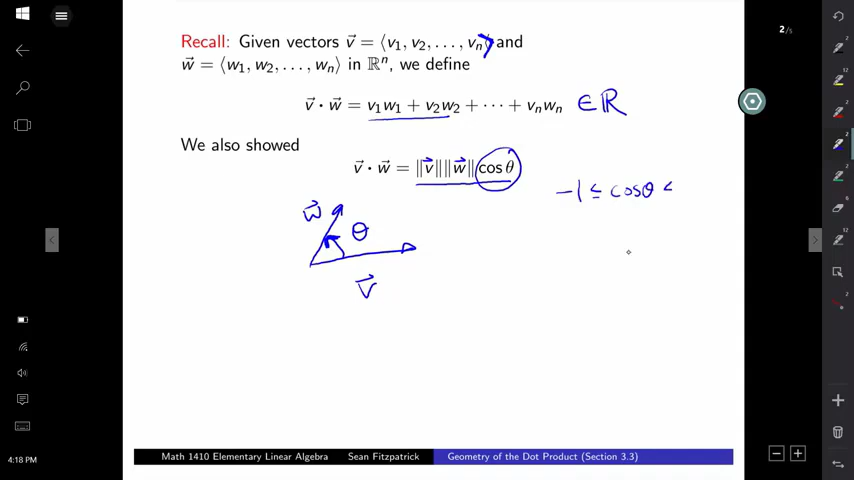 2/5
Recall: Given vectors v⃗ = ⟨v₁, v₂, …, vₙ⟩ and
w⃗ = ⟨w₁, w₂, …, wₙ⟩ in ℝⁿ, we define
v⃗ · w⃗ = v₁w₁ + v₂w₂ + ··· + vₙwₙ ∈ ℝ
We also showed
v⃗ · w⃗ = ‖v⃗‖‖w⃗‖ cos θ
-1 ≤ cosθ <
w⃗
θ
v⃗
4:18 PM
Math 1410 Elementary Linear Algebra Sean Fitzpatrick Geometry of the Dot Product (Section 3.3)